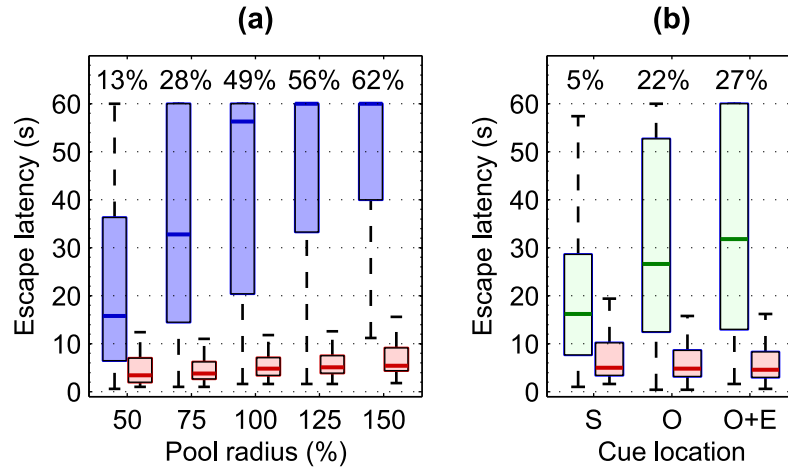 (a)
13% 28% 49% 56% 62%
60
50
40
30
20
10
0
Escape latency (s)
50 75 100 125 150
Pool radius (%)
(b)
5% 22% 27%
60
50
40
30
20
10
0
Escape latency (s)
S O O+E
Cue location